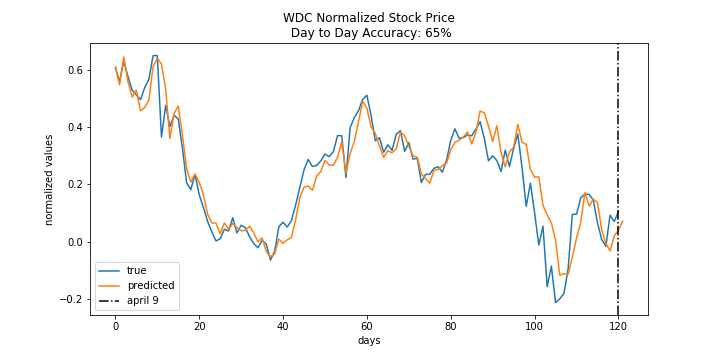 WDC Normalized Stock Price
Day to Day Accuracy: 65%
normalized values
0.6
0.4
0.2
0.0
−0.2
true
predicted
april 9
0
20
40
60
80
100
120
days